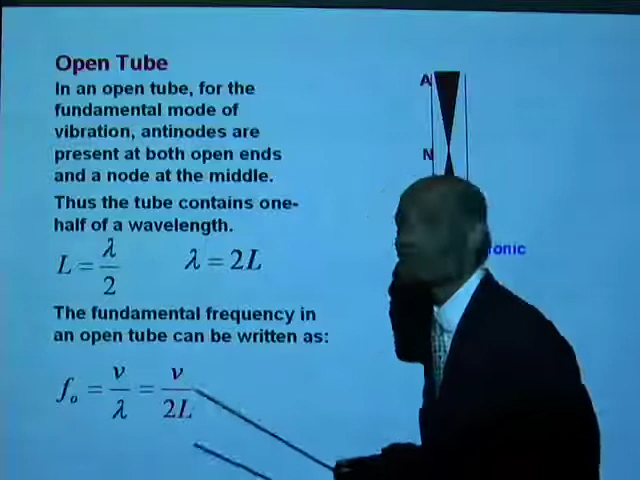 Open Tube
In an open tube, for the
fundamental mode of
vibration, antinodes are
present at both open ends
and a node at the middle.
Thus the tube contains one-
half of a wavelength.
L = λ/2    λ = 2L
The fundamental frequency in
an open tube can be written as:
f₀ = v/λ = v/2L
A
N